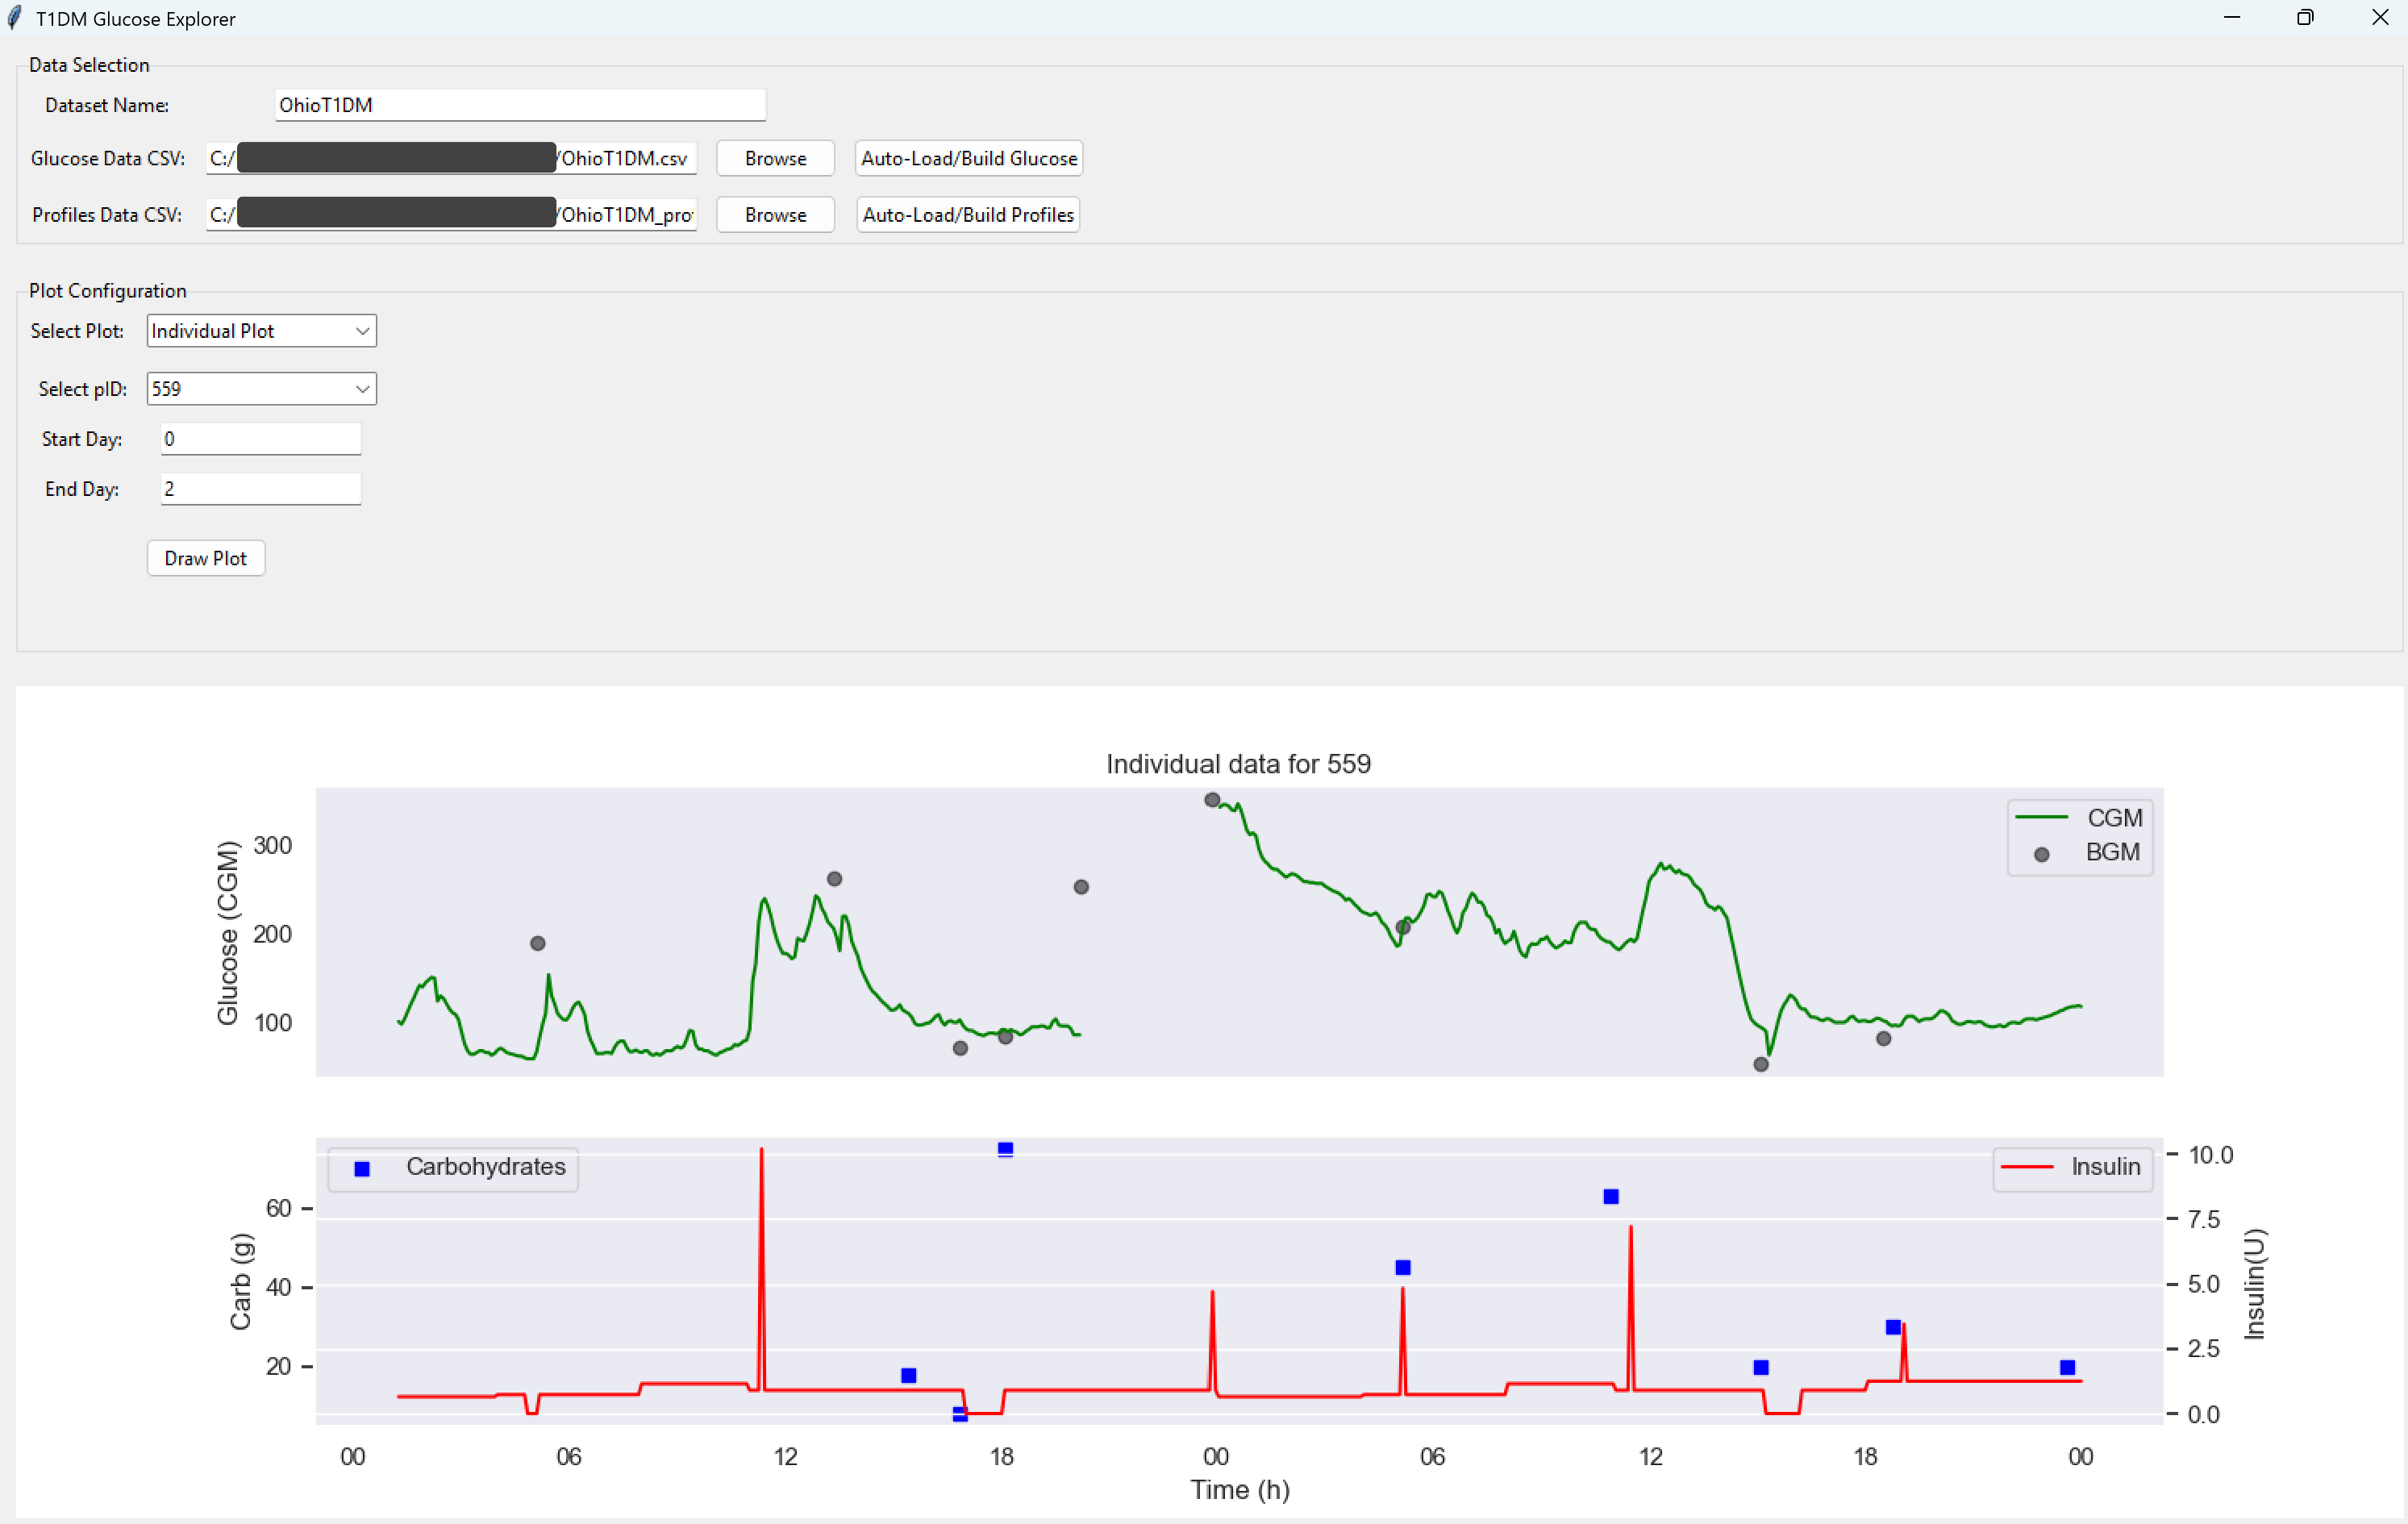 T1DM Glucose Explorer
Data Selection
Dataset Name: OhioT1DM
Glucose Data CSV: C:/ /OhioT1DM.csv Browse Auto-Load/Build Glucose
Profiles Data CSV: C:/ /OhioT1DM_pro Browse Auto-Load/Build Profiles
Plot Configuration
Select Plot: Individual Plot
Select pID: 559
Start Day: 0
End Day: 2
Draw Plot
Individual data for 559
Glucose (CGM)
300
200
100
CGM
BGM
Carb (g)
60
40
20
Carbohydrates
Insulin
10.0
7.5
5.0
2.5
0.0
Insulin(U)
00 06 12 18 00 06 12 18 00
Time (h)